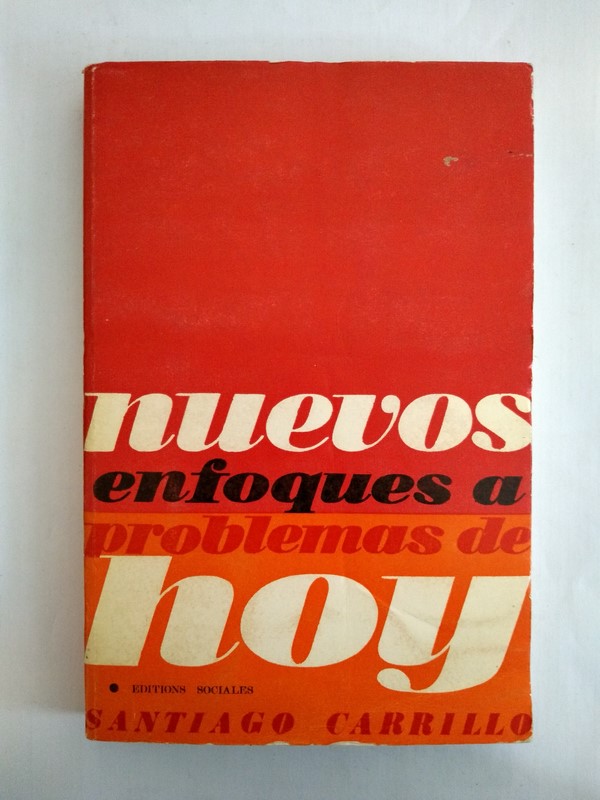 nuevos
enfoques a
problemas de
hoy
EDITIONS SOCIALES
SANTIAGO CARRILLO